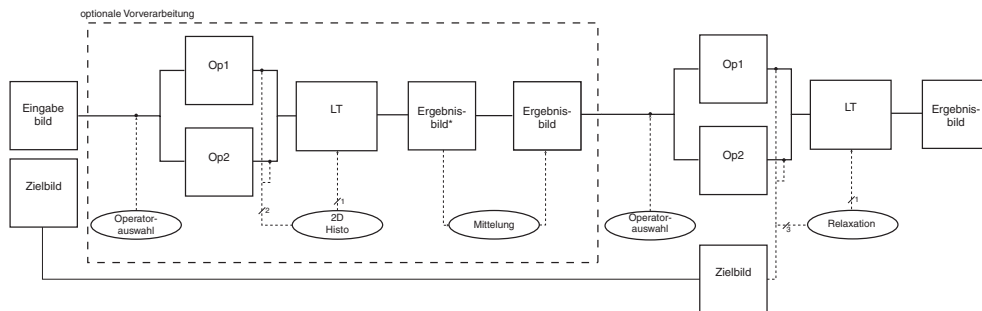 optionale Vorverarbeitung
Eingabe
bild
Zielbild
Op1
Op2
LT
Ergebnis-
bild*
Ergebnis-
bild
Operator-
auswahl
2
2D
Histo
1
Mittelung
Op1
Op2
LT
Ergebnis-
bild
Operator-
auswahl
3
Relaxation
1
Zielbild